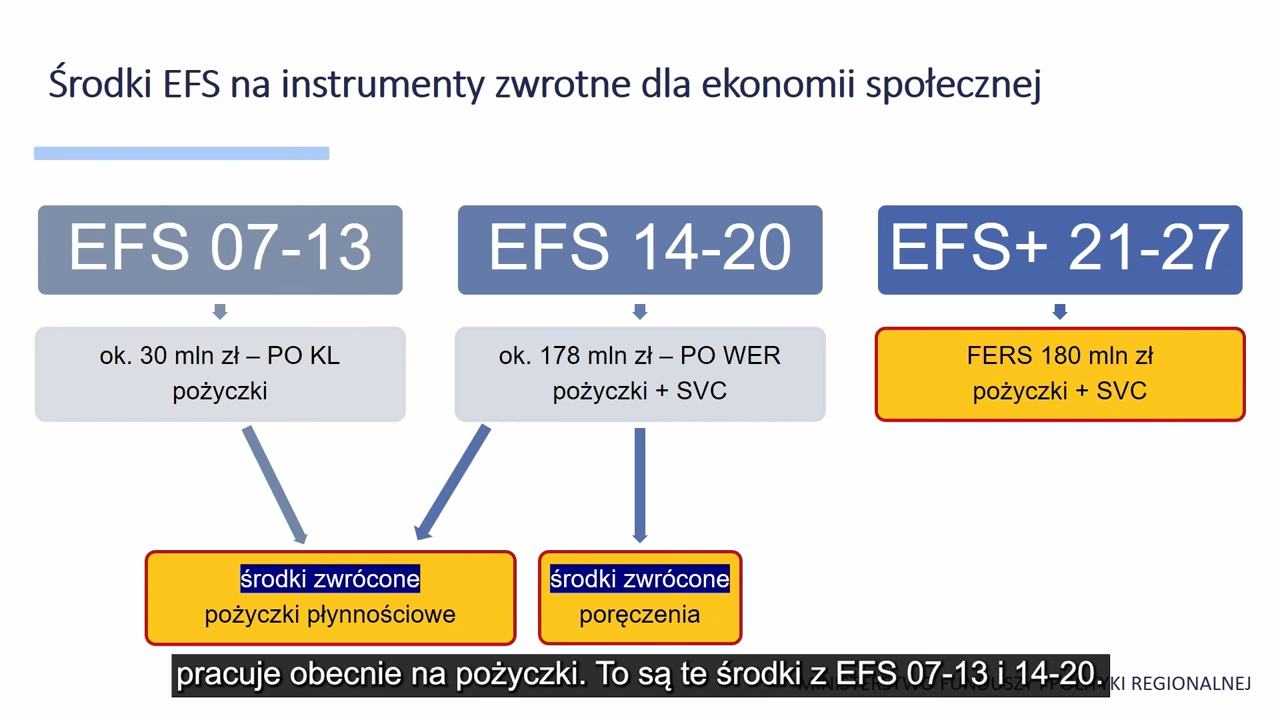 Środki EFS na instrumenty zwrotne dla ekonomii społecznej
EFS 07-13
EFS 14-20
EFS+ 21-27
ok. 30 mln zł – PO KL
pożyczki
ok. 178 mln zł – PO WER
pożyczki + SVC
FERS 180 mln zł
pożyczki + SVC
środki zwrócone
pożyczki płynnościowe
środki zwrócone
poręczenia
pracuje obecnie na pożyczki. To są te środki z EFS 07-13 i 14-20.
REGIONALNEJ